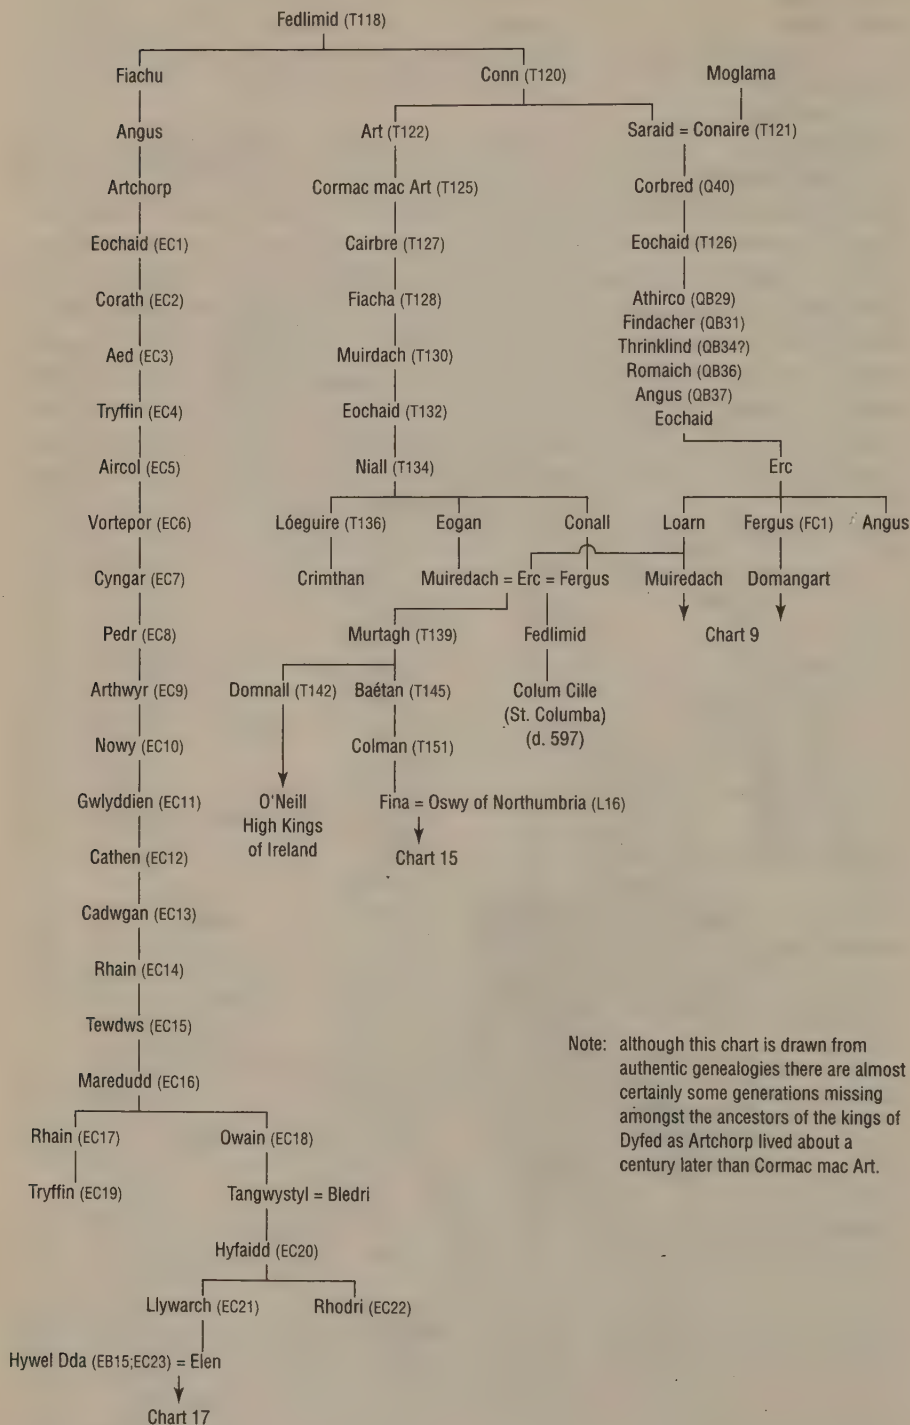 Fedlimid (T118)
Fiachu Conn (T120) Moglama
Angus Art (T122) Saraid = Conaire (T121)
Artchorp Cormac mac Art (T125) Corbred (Q40)
Eochaid (EC1) Cairbre (T127) Eochaid (T126)
Corath (EC2) Fiacha (T128) Athirco (QB29)
Findacher (QB31)
Aed (EC3) Muirdach (T130) Thrinklind (QB34?)
Romaich (QB36)
Angus (QB37)
Tryffin (EC4) Eochaid (T132) Eochaid
Aircol (EC5) Niall (T134) Erc
Vortepor (EC6) Lóeguire (T136) Eogan Conall Loarn Fergus (FC1) Angus
Cyngar (EC7) Crimthan Muiredach = Erc = Fergus Muiredach Domangart
Pedr (EC8) Murtagh (T139) Fedlimid Chart 9
Arthwyr (EC9) Domnall (T142) Baétan (T145) Colum Cille
(St. Columba)
(d. 597)
Nowy (EC10) Colman (T151)
Gwlyddien (EC11) O'Neill Fina = Oswy of Northumbria (L16)
High Kings
of Ireland
Cathen (EC12) Chart 15
Cadwgan (EC13)
Rhain (EC14)
Tewdws (EC15)
Maredudd (EC16)
Note: although this chart is drawn from
authentic genealogies there are almost
certainly some generations missing
amongst the ancestors of the kings of
Dyfed as Artchorp lived about a
century later than Cormac mac Art.
Rhain (EC17) Owain (EC18)
Tryffin (EC19) Tangwystyl = Bledri
Hyfaidd (EC20)
Llywarch (EC21) Rhodri (EC22)
Hywel Dda (EB15;EC23) = Elen
Chart 17